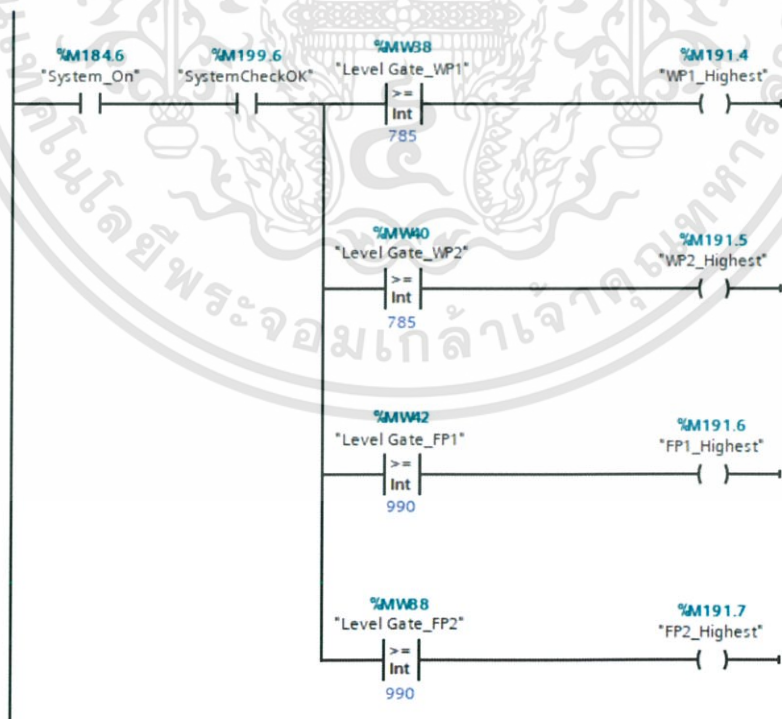 %M184.6
"System_On"
%M199.6
"SystemCheckOK"
%MW38
"Level Gate_WP1"
>=
Int
785
%M191.4
"WP1_Highest"
%MW40
"Level Gate_WP2"
>=
Int
785
%M191.5
"WP2_Highest"
%MW42
"Level Gate_FP1"
>=
Int
990
%M191.6
"FP1_Highest"
%MW88
"Level Gate_FP2"
>=
Int
990
%M191.7
"FP2_Highest"